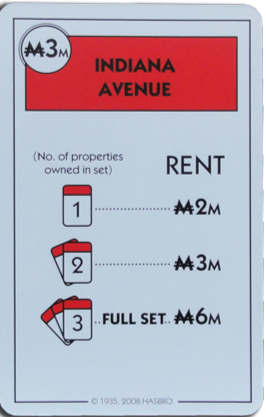 ₳3M
INDIANA
AVENUE
(No. of properties
owned in set)
RENT
1 ₳2M
2 ₳3M
3 FULL SET ₳6M
© 1935, 2008 HASBRO